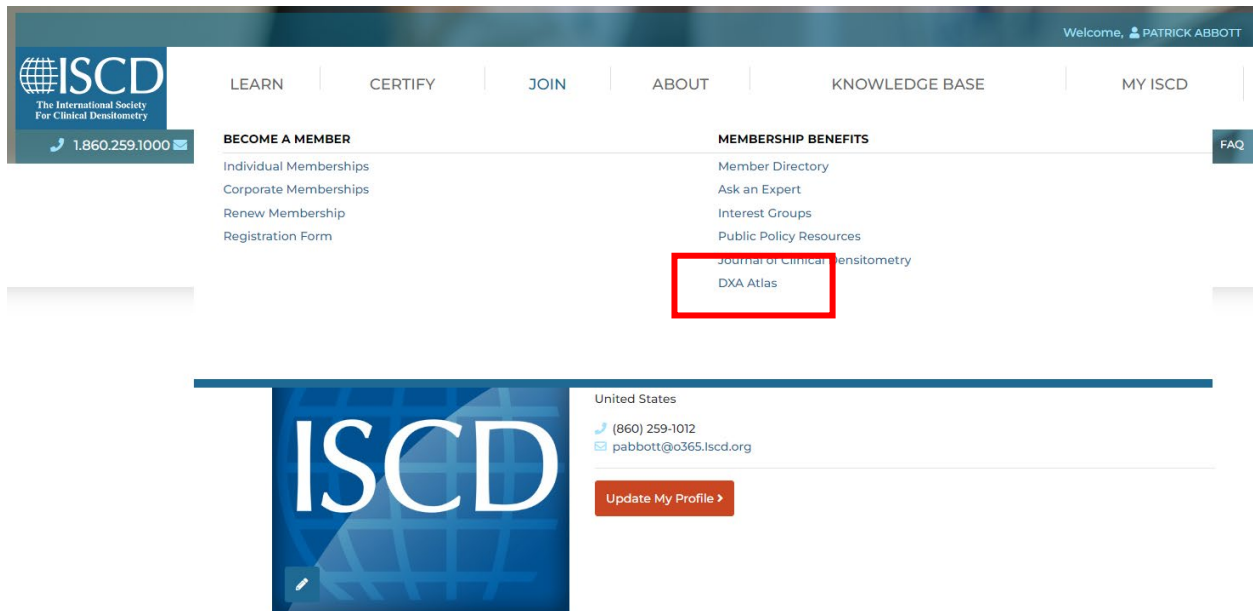 Welcome, PATRICK ABBOTT
ISCD
The International Society
For Clinical Densitometry
LEARN CERTIFY JOIN ABOUT KNOWLEDGE BASE MY ISCD
1.860.259.1000
FAQ
BECOME A MEMBER
Individual Memberships
Corporate Memberships
Renew Membership
Registration Form
MEMBERSHIP BENEFITS
Member Directory
Ask an Expert
Interest Groups
Public Policy Resources
Journal of Clinical Densitometry
DXA Atlas
ISCD
United States
(860) 259-1012
pabbott@o365.Iscd.org
Update My Profile >